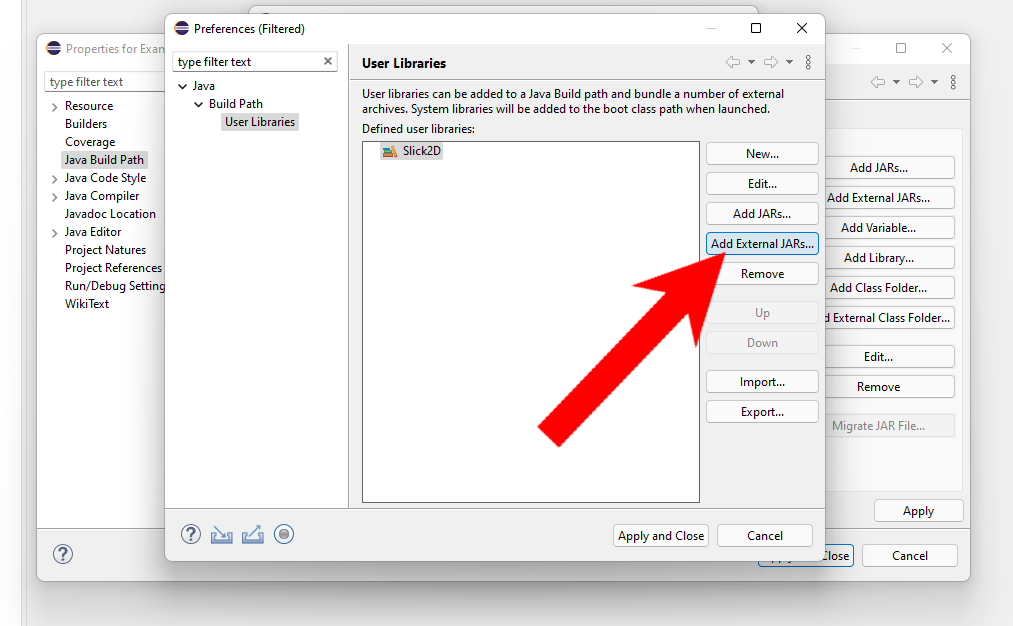 Preferences (Filtered)
type filter text
Java
Build Path
User Libraries
User Libraries
User libraries can be added to a Java Build path and bundle a number of external
archives. System libraries will be added to the boot class path when launched.
Defined user libraries:
Slick2D
New...
Edit...
Add JARs...
Add External JARs...
Remove
Up
Down
Import...
Export...
Apply and Close
Cancel
Properties for Exam
type filter text
Resource
Builders
Coverage
Java Build Path
Java Code Style
Java Compiler
Javadoc Location
Java Editor
Project Natures
Project References
Run/Debug Setting
WikiText
Add JARs...
Add External JARs...
Add Variable...
Add Library...
Add Class Folder...
d External Class Folder...
Edit...
Remove
Migrate JAR File...
Apply
Close
Cancel